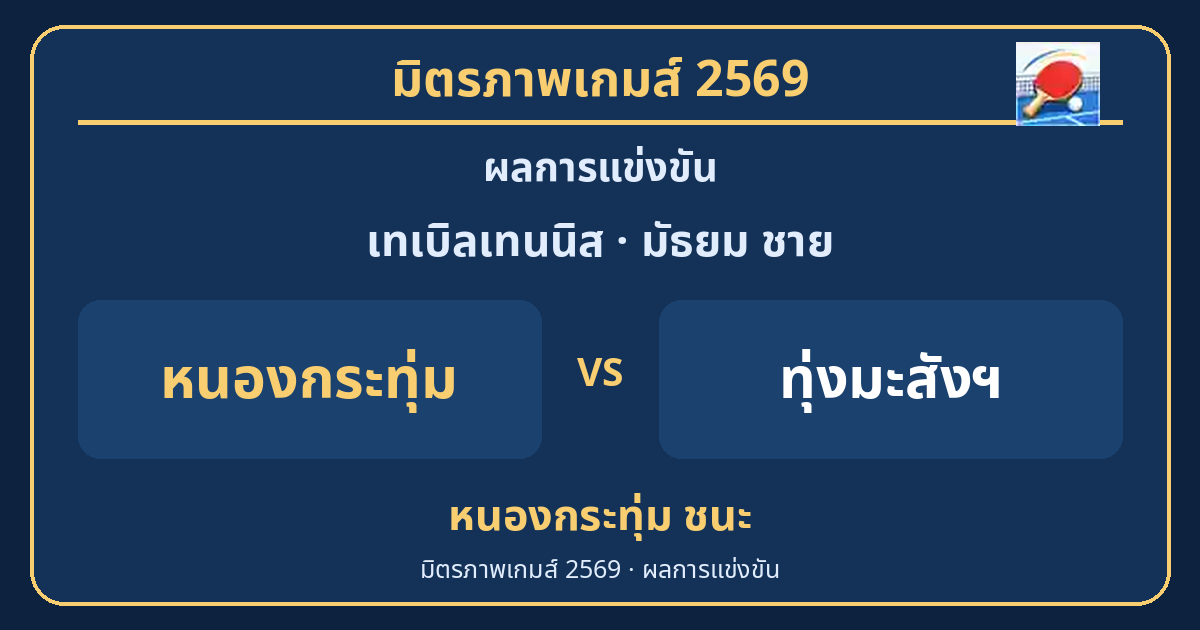 มิตรภาพเกมส์ 2569
ผลการแข่งขัน
เทเบิลเทนนิส · มัธยม ชาย
หนองกระทุ่ม
VS
ทุ่งมะสังฯ
หนองกระทุ่ม ชนะ
มิตรภาพเกมส์ 2569 · ผลการแข่งขัน